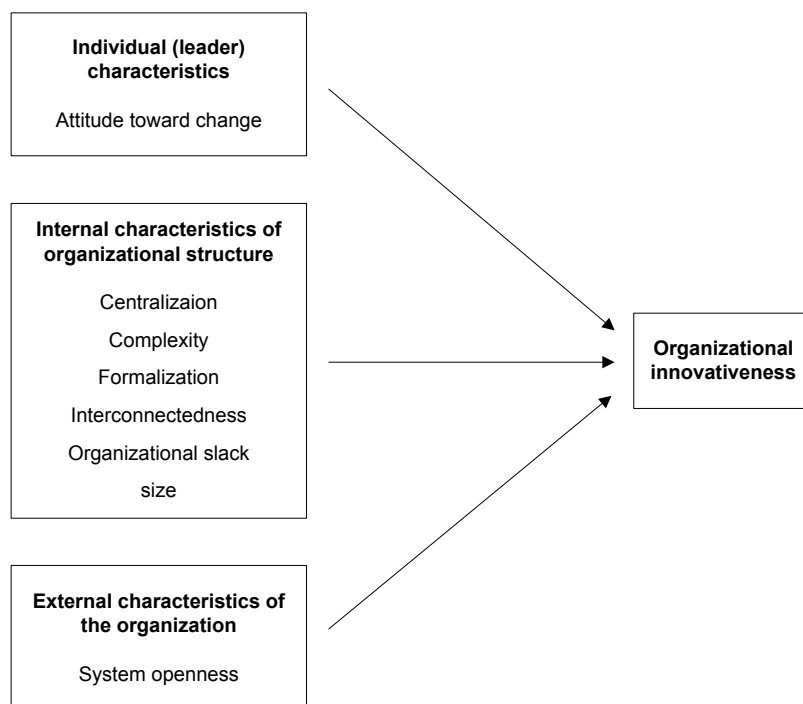 Individual (leader)
characteristics
Attitude toward change
Internal characteristics of
organizational structure
Centralizaion
Complexity
Formalization
Interconnectedness
Organizational slack
size
External characteristics of
the organization
System openness
Organizational
innovativeness